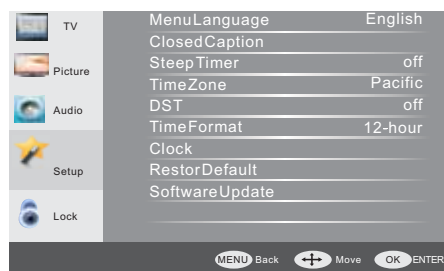 TV
Picture
Audio
Setup
Lock
MenuLanguage English
ClosedCaption
SteepTimer off
TimeZone Pacific
DST off
TimeFormat 12-hour
Clock
RestorDefault
SoftwareUpdate
MENU Back Move OK ENTER